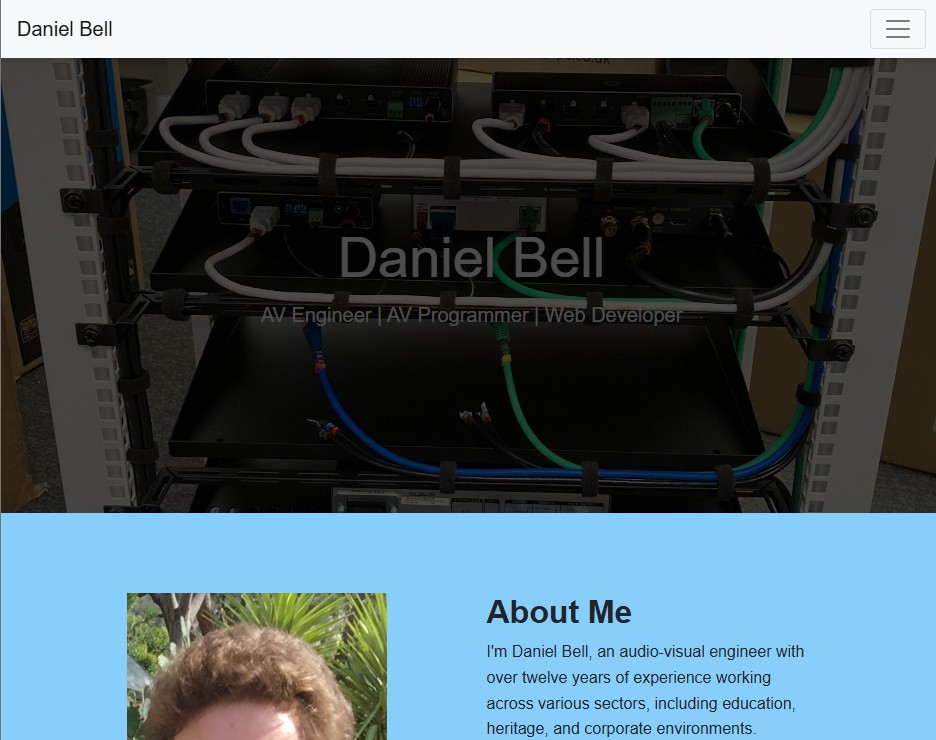 Daniel Bell
Daniel Bell
AV Engineer | AV Programmer | Web Developer
About Me
I'm Daniel Bell, an audio-visual engineer with
over twelve years of experience working
across various sectors, including education,
heritage, and corporate environments.